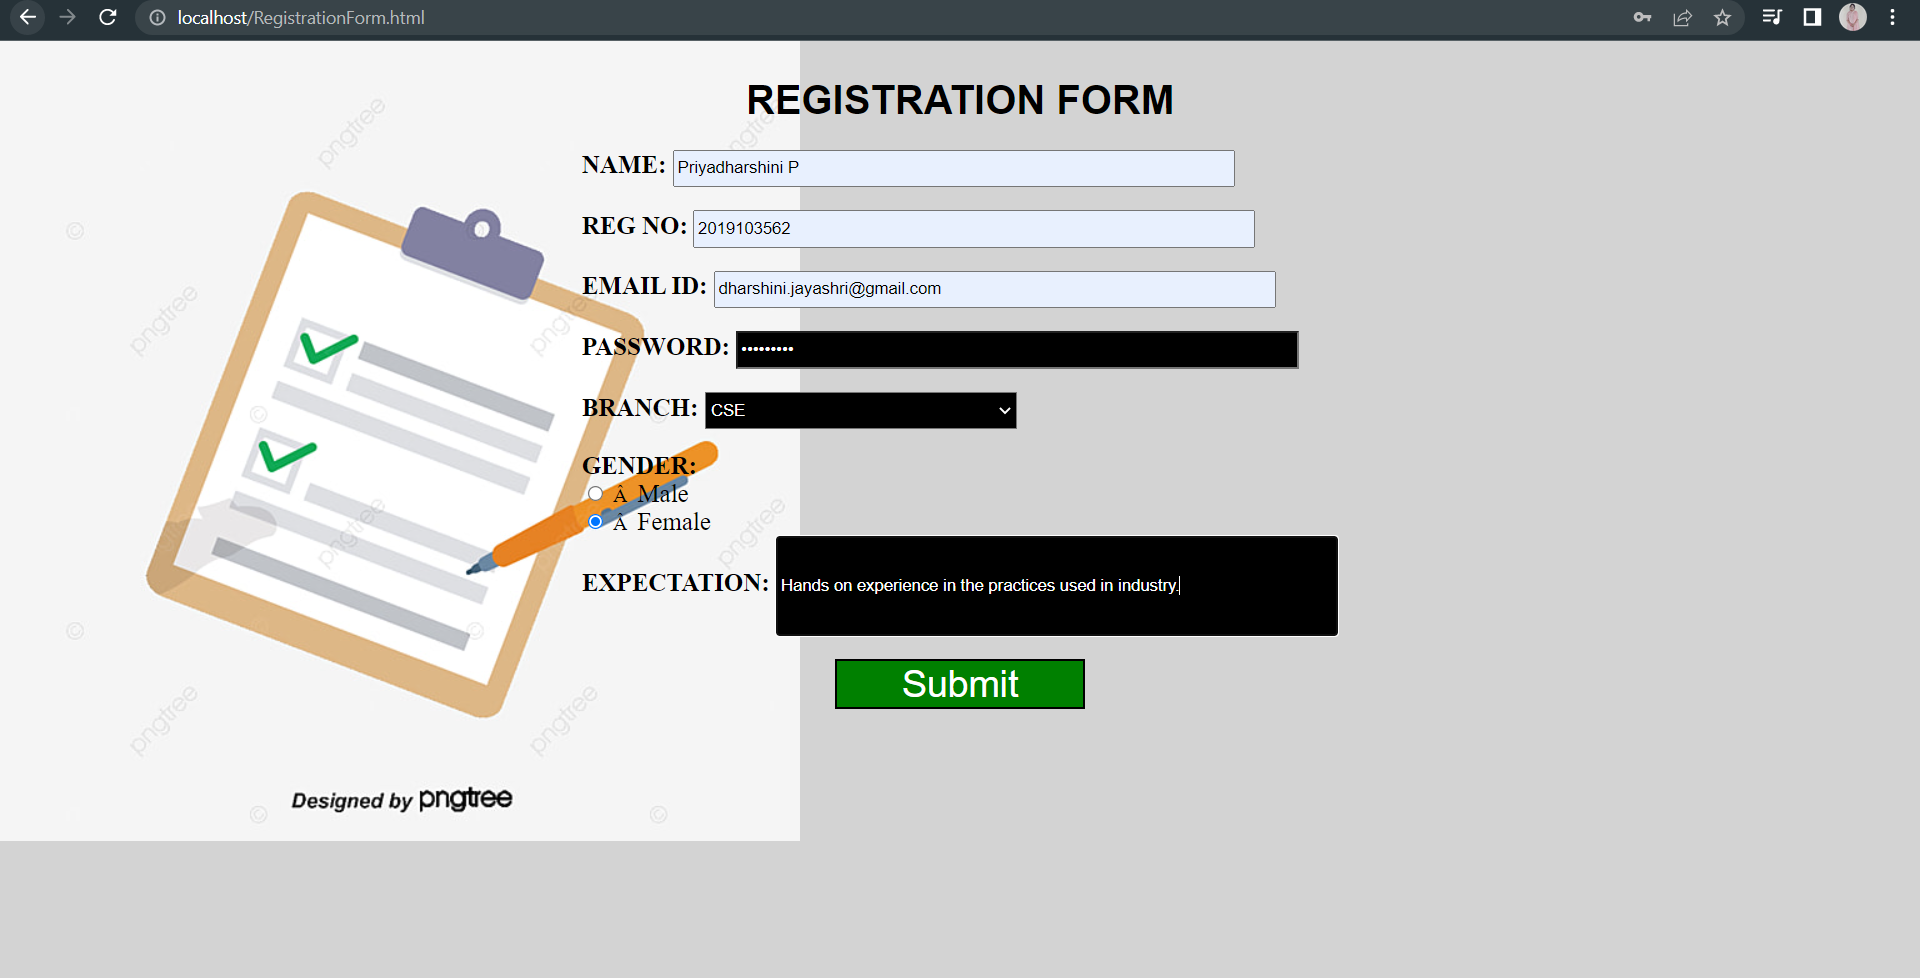 localhost/RegistrationForm.html
REGISTRATION FORM
NAME: Priyadharshini P
REG NO: 2019103562
EMAIL ID: dharshini.jayashri@gmail.com
PASSWORD: •••••••••
BRANCH: CSE
GENDER:
Â Male
Â Female
EXPECTATION: Hands on experience in the practices used in industry.
Submit
pngtree
pngtree
pngtree
pngtree
pngtree
pngtree
pngtree
pngtree
Designed by pngtree